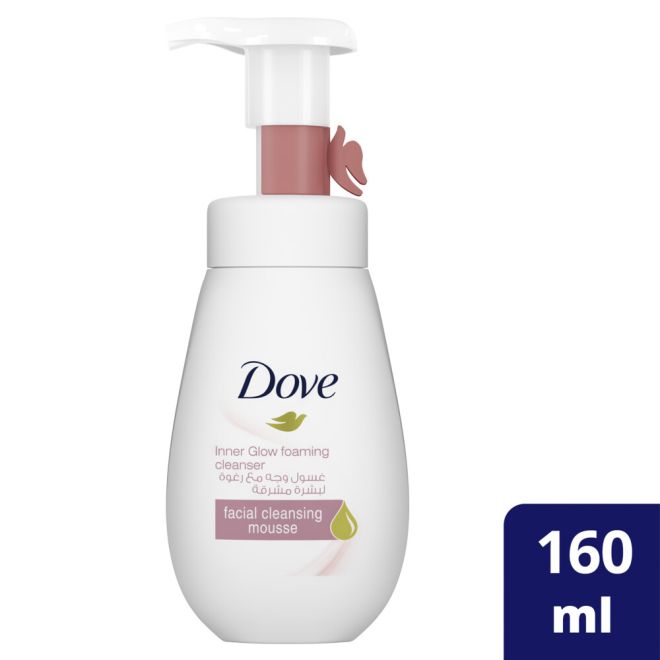 Dove
Inner Glow foaming
cleanser
غسول وجه مع رغوة
لبشرة مشرقة
facial cleansing
mousse
160
ml